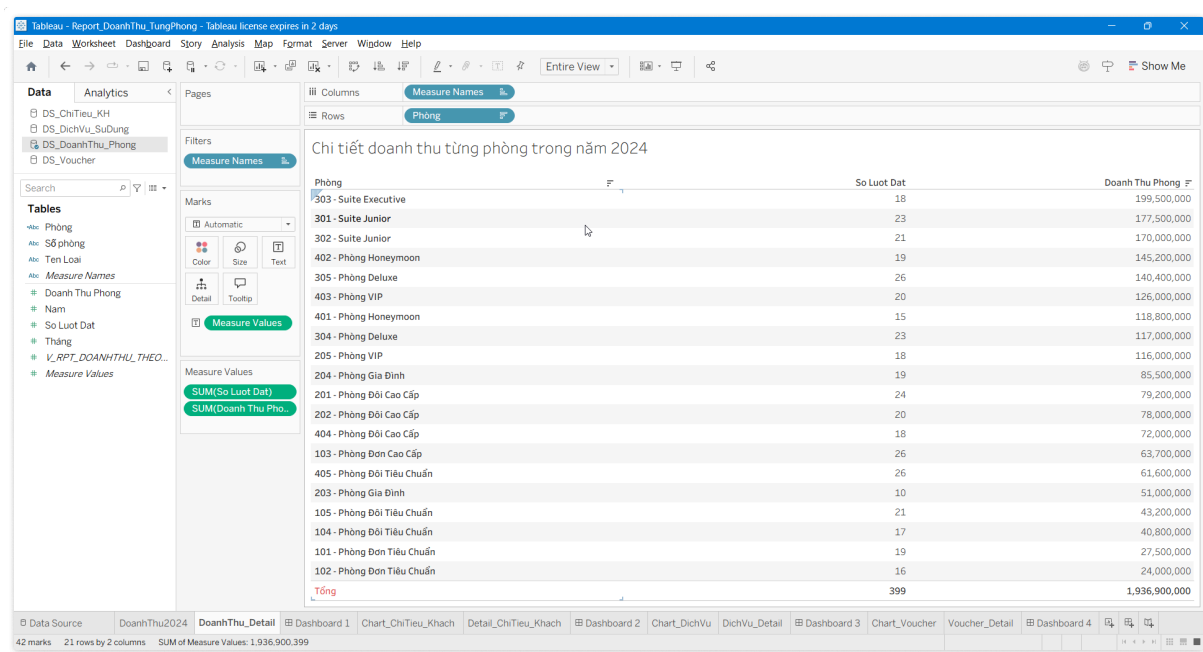 Tableau - Report_DoanhThu_TungPhong - Tableau license expires in 2 days
File Data Worksheet Dashboard Story Analysis Map Format Server Window Help
Entire View
Show Me
Data Analytics
DS_ChiTieu_KH
DS_DichVu_SuDung
DS_DoanhThu_Phong
DS_Voucher
Search
Tables
Abc Phòng
Abc Số phòng
Abc Ten Loai
Abc Measure Names
# Doanh Thu Phong
# Nam
# So Luot Dat
# Tháng
# V_RPT_DOANHTHU_THEO...
# Measure Values
Pages
Filters
Measure Names
Marks
Automatic
Color Size Text
Detail Tooltip
Measure Values
Measure Values
SUM(So Luot Dat)
SUM(Doanh Thu Pho..
Columns Measure Names
Rows Phòng
Chi tiết doanh thu từng phòng trong năm 2024
Phòng So Luot Dat Doanh Thu Phong
303 - Suite Executive 18 199,500,000
301 - Suite Junior 23 177,500,000
302 - Suite Junior 21 170,000,000
402 - Phòng Honeymoon 19 145,200,000
305 - Phòng Deluxe 26 140,400,000
403 - Phòng VIP 20 126,000,000
401 - Phòng Honeymoon 15 118,800,000
304 - Phòng Deluxe 23 117,000,000
205 - Phòng VIP 18 116,000,000
204 - Phòng Gia Đình 19 85,500,000
201 - Phòng Đôi Cao Cấp 24 79,200,000
202 - Phòng Đôi Cao Cấp 20 78,000,000
404 - Phòng Đôi Cao Cấp 18 72,000,000
103 - Phòng Đơn Cao Cấp 26 63,700,000
405 - Phòng Đôi Tiêu Chuẩn 26 61,600,000
203 - Phòng Gia Đình 10 51,000,000
105 - Phòng Đôi Tiêu Chuẩn 21 43,200,000
104 - Phòng Đôi Tiêu Chuẩn 17 40,800,000
101 - Phòng Đơn Tiêu Chuẩn 19 27,500,000
102 - Phòng Đơn Tiêu Chuẩn 16 24,000,000
Tổng 399 1,936,900,000
Data Source DoanhThu2024 DoanhThu_Detail Dashboard 1 Chart_ChiTieu_Khach Detail_ChiTieu_Khach Dashboard 2 Chart_DichVu DichVu_Detail Dashboard 3 Chart_Voucher Voucher_Detail Dashboard 4
42 marks 21 rows by 2 columns SUM of Measure Values: 1,936,900,399